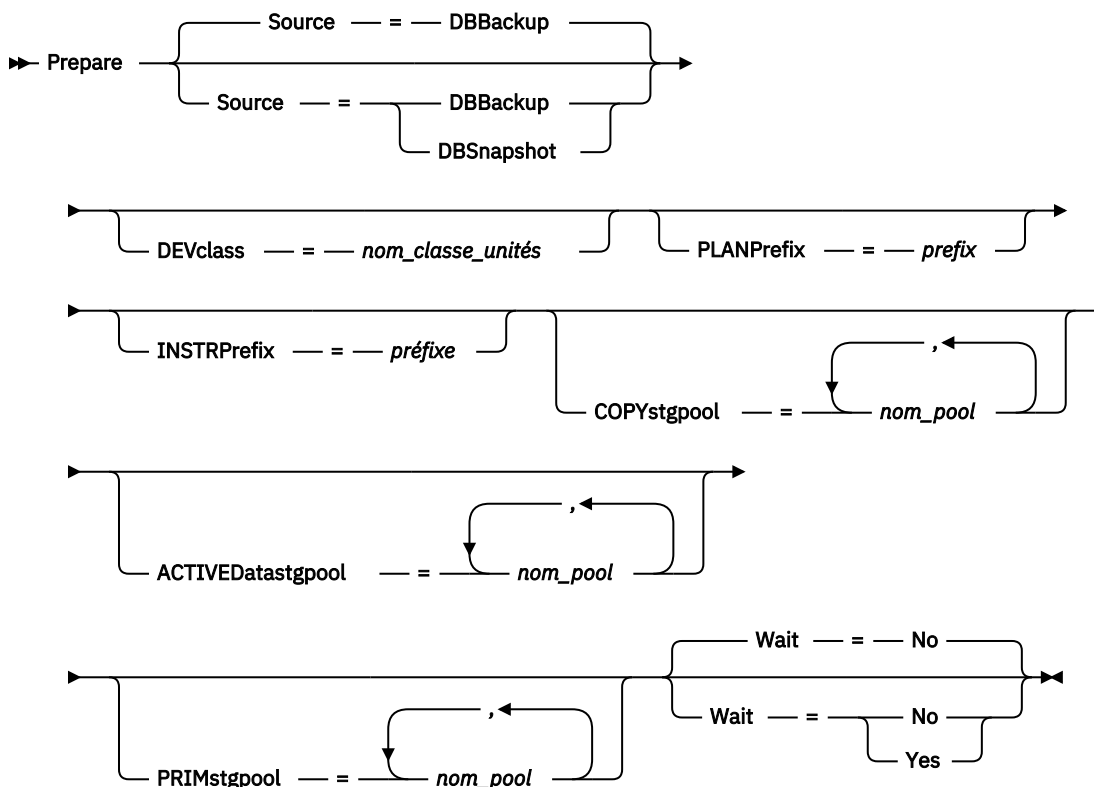 Source = DBBackup
Prepare
Source = DBBackup
DBSnapshot
DEVclass = nom_classe_unités PLANPrefix = prefix
INSTRPrefix = préfixe
,
COPYstgpool = nom_pool
,
ACTIVEDatastgpool = nom_pool
Wait = No
,
Wait = No
Yes
PRIMstgpool = nom_pool